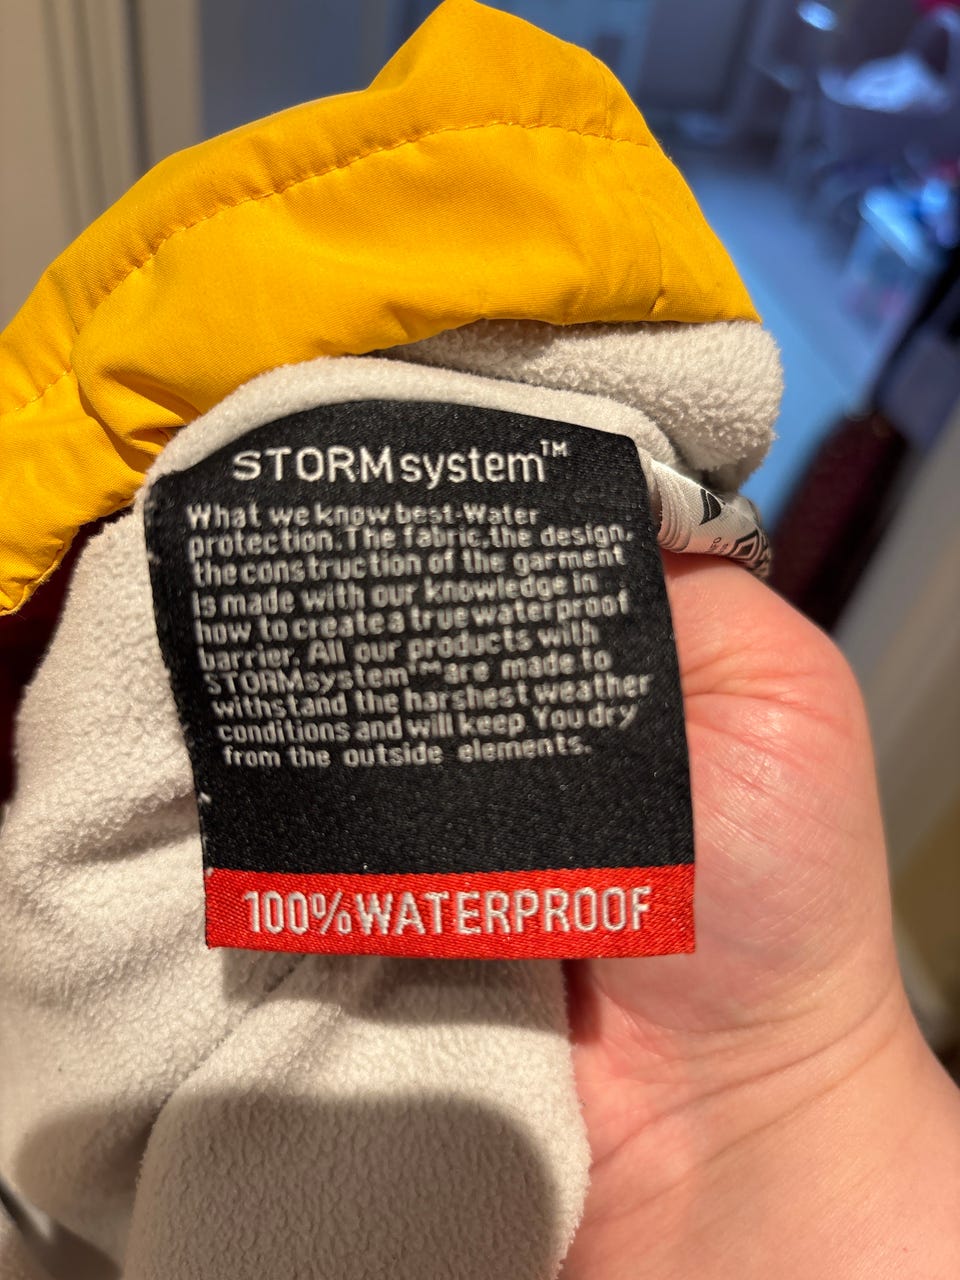 STORMsystem™
What we know best-Water
protection. The fabric, the design,
the construction of the garment
is made with our knowledge in
how to create a true waterproof
barrier. All our products with
STORMsystem™ are made to
withstand the harshest weather
conditions and will keep You dry
from the outside elements.
100% WATERPROOF